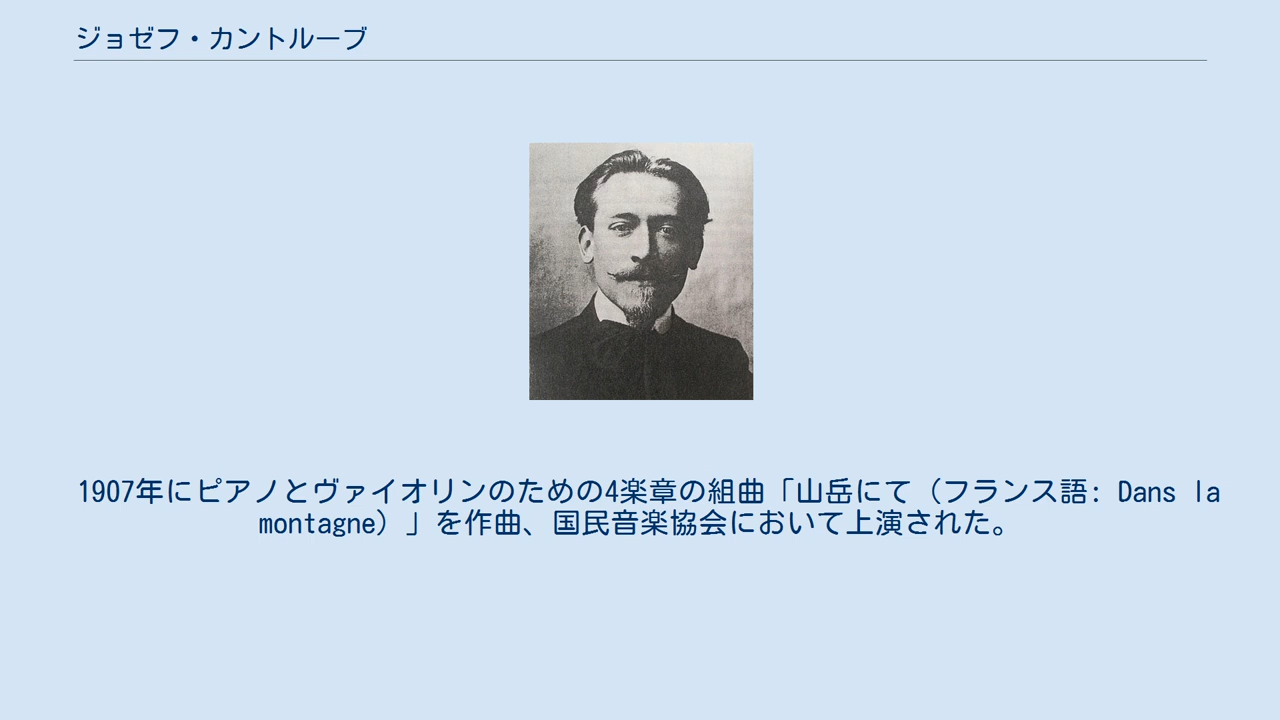 ジョゼフ・カントルーブ
1907年にピアノとヴァイオリンのための4楽章の組曲「山岳にて（フランス語: Dans la
montagne）」を作曲、国民音楽協会において上演された。